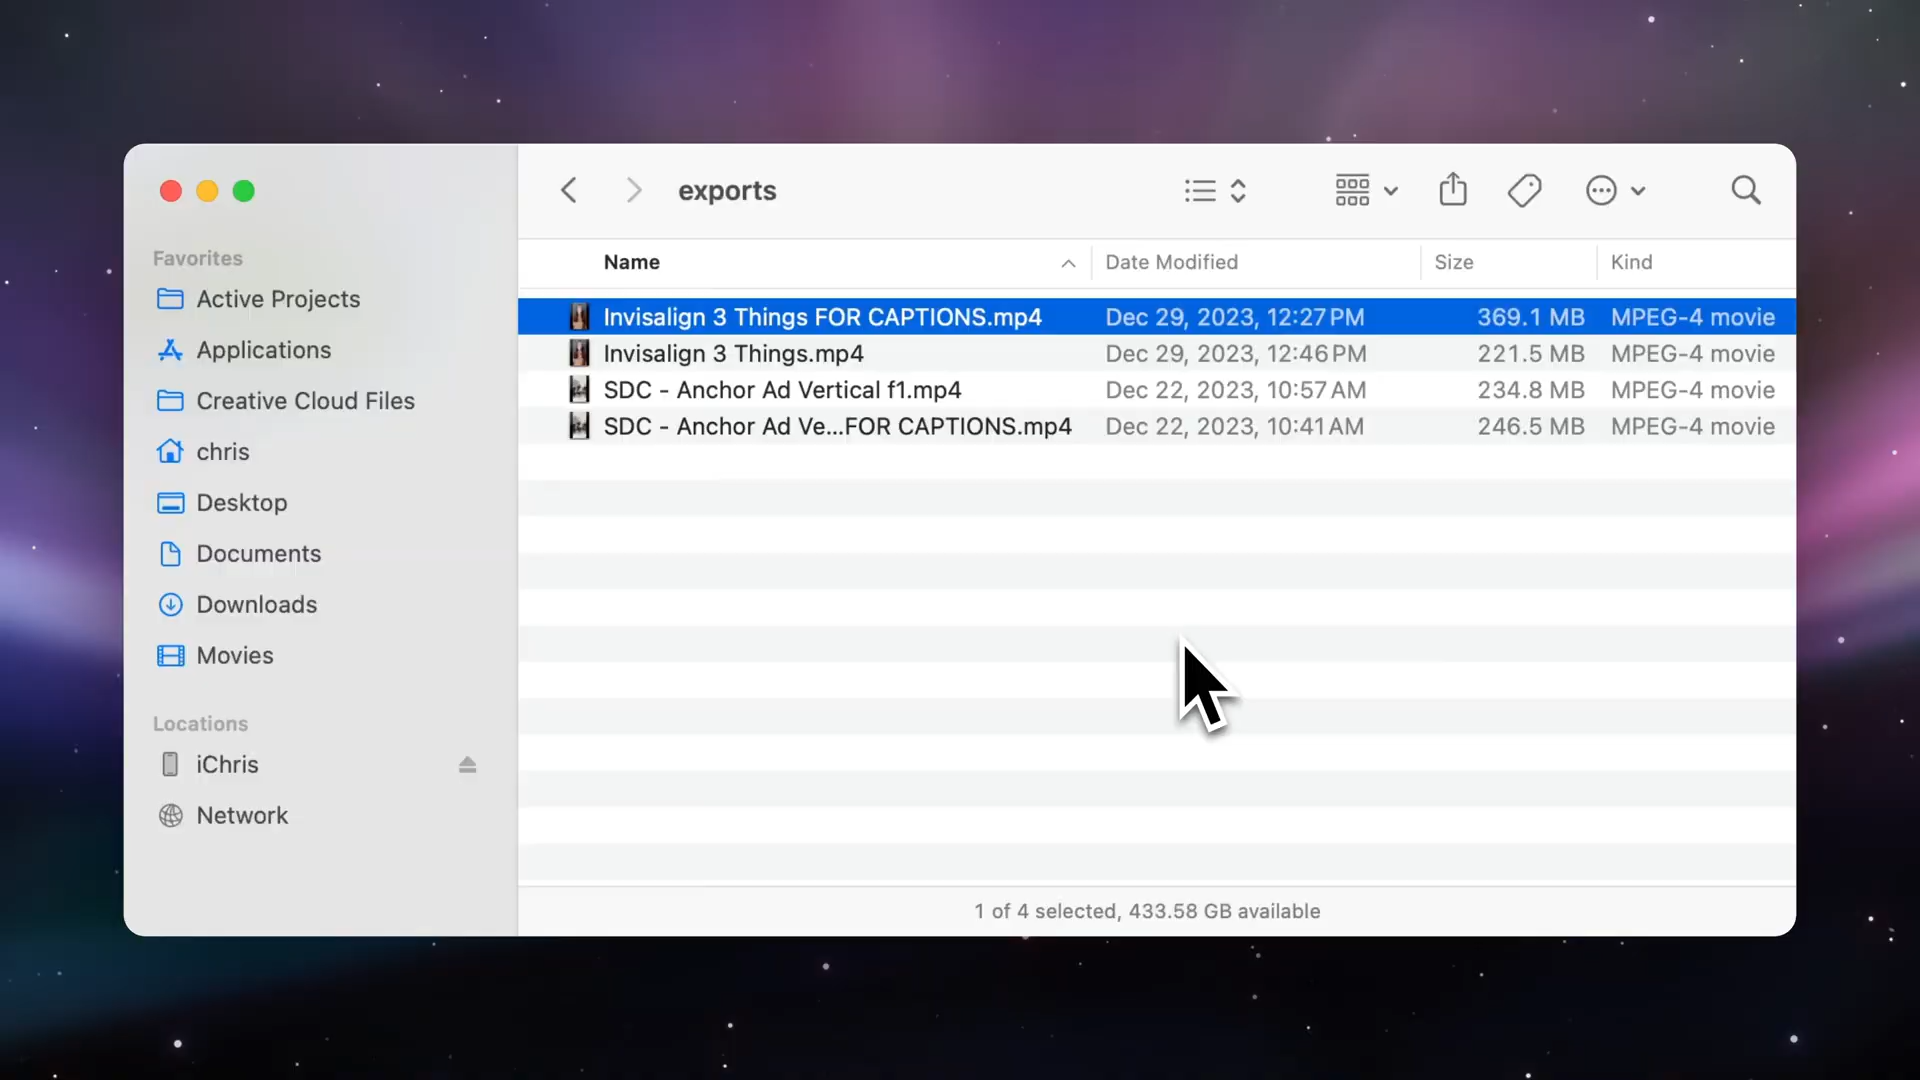 exports
Favorites
Active Projects
Applications
Creative Cloud Files
chris
Desktop
Documents
Downloads
Movies
Locations
iChris
Network
Name Date Modified Size Kind
Invisalign 3 Things FOR CAPTIONS.mp4 Dec 29, 2023, 12:27 PM 369.1 MB MPEG-4 movie
Invisalign 3 Things.mp4 Dec 29, 2023, 12:46 PM 221.5 MB MPEG-4 movie
SDC - Anchor Ad Vertical f1.mp4 Dec 22, 2023, 10:57 AM 234.8 MB MPEG-4 movie
SDC - Anchor Ad Ve...FOR CAPTIONS.mp4 Dec 22, 2023, 10:41 AM 246.5 MB MPEG-4 movie
1 of 4 selected, 433.58 GB available